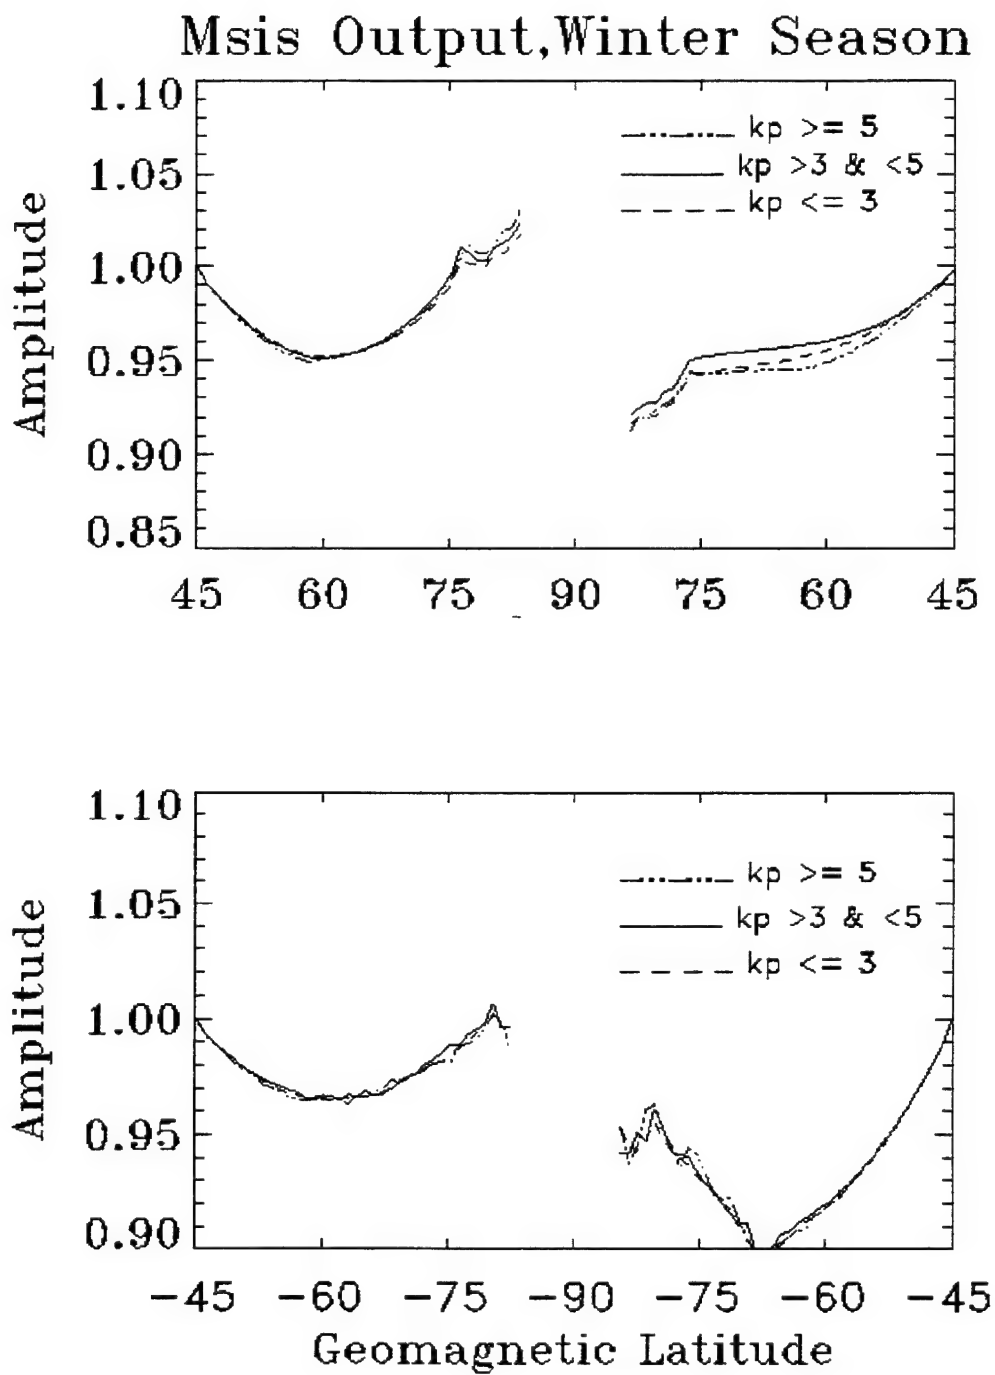 Msis Output,Winter Season
1.10
1.05
1.00
0.95
0.90
0.85
Amplitude
kp >= 5
kp >3 & <5
kp <= 3
45 60 75 90 75 60 45
1.10
1.05
1.00
0.95
0.90
Amplitude
kp >= 5
kp >3 & <5
kp <= 3
-45 -60 -75 -90 -75 -60 -45
Geomagnetic Latitude